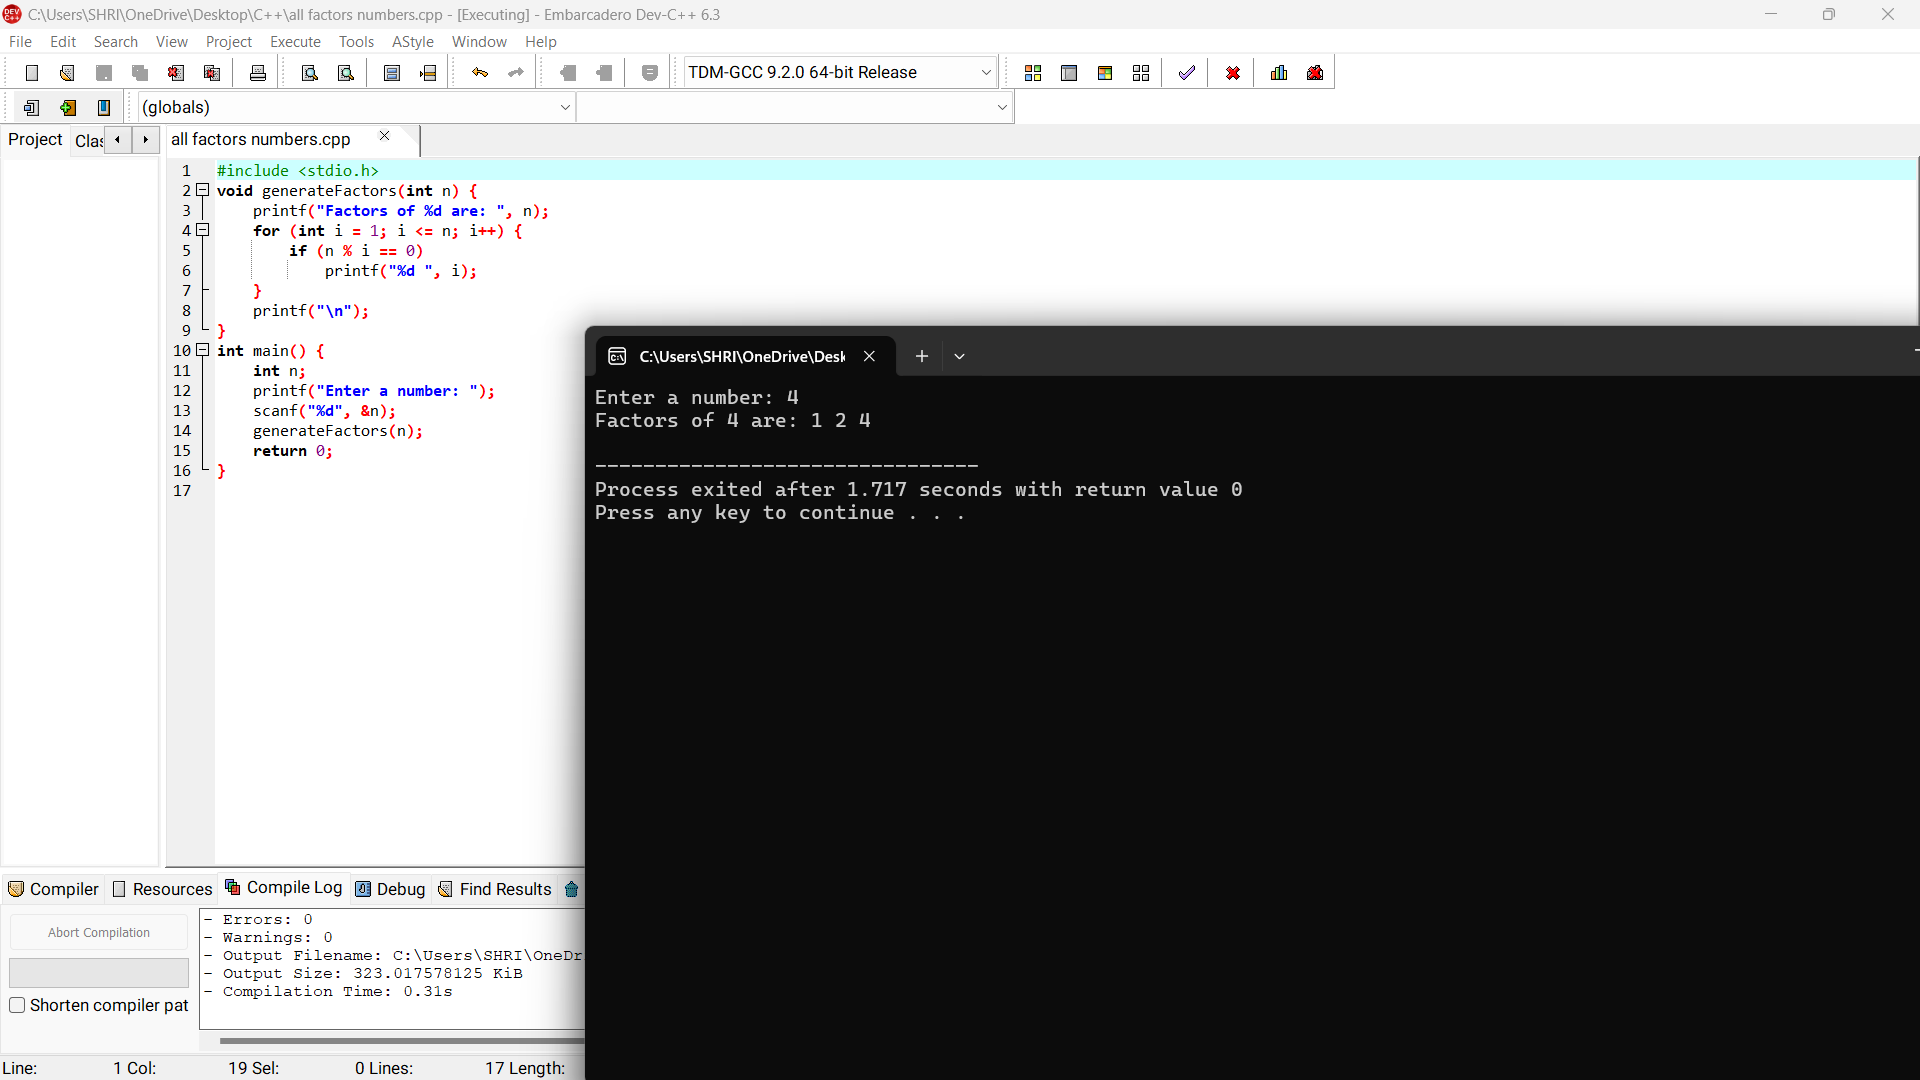 C:\Users\SHRI\OneDrive\Desktop\C++\all factors numbers.cpp - [Executing] - Embarcadero Dev-C++ 6.3
File Edit Search View Project Execute Tools AStyle Window Help
TDM-GCC 9.2.0 64-bit Release
(globals)
Project Clas all factors numbers.cpp
1 #include <stdio.h>
2 void generateFactors(int n) {
3 printf("Factors of %d are: ", n);
4 for (int i = 1; i <= n; i++) {
5 if (n % i == 0)
6 printf("%d ", i);
7 }
8 printf("\n");
9 }
10 int main() {
11 int n;
12 printf("Enter a number: ");
13 scanf("%d", &n);
14 generateFactors(n);
15 return 0;
16 }
17
C:\Users\SHRI\OneDrive\Desk
Enter a number: 4
Factors of 4 are: 1 2 4
--------------------------------
Process exited after 1.717 seconds with return value 0
Press any key to continue . . .
Compiler Resources Compile Log Debug Find Results
Abort Compilation
Shorten compiler pat
- Errors: 0
- Warnings: 0
- Output Filename: C:\Users\SHRI\OneDr
- Output Size: 323.017578125 KiB
- Compilation Time: 0.31s
Line: 1 Col: 19 Sel: 0 Lines: 17 Length: